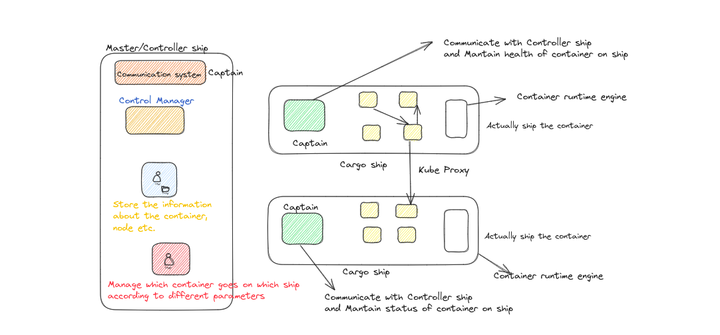 Master/Controller ship
Communication system
Captain
Control Manager
Store the information
about the container,
node etc.
Manage which container goes on which ship
according to different parameters
Communicate with Controller ship
and Mantain health of container on ship
Container runtime engine
Captain
Actually ship the container
Cargo ship
Kube Proxy
Captain
Actually ship the container
Cargo ship
Container runtime engine
Communicate with Controller ship
and Mantain status of container on ship